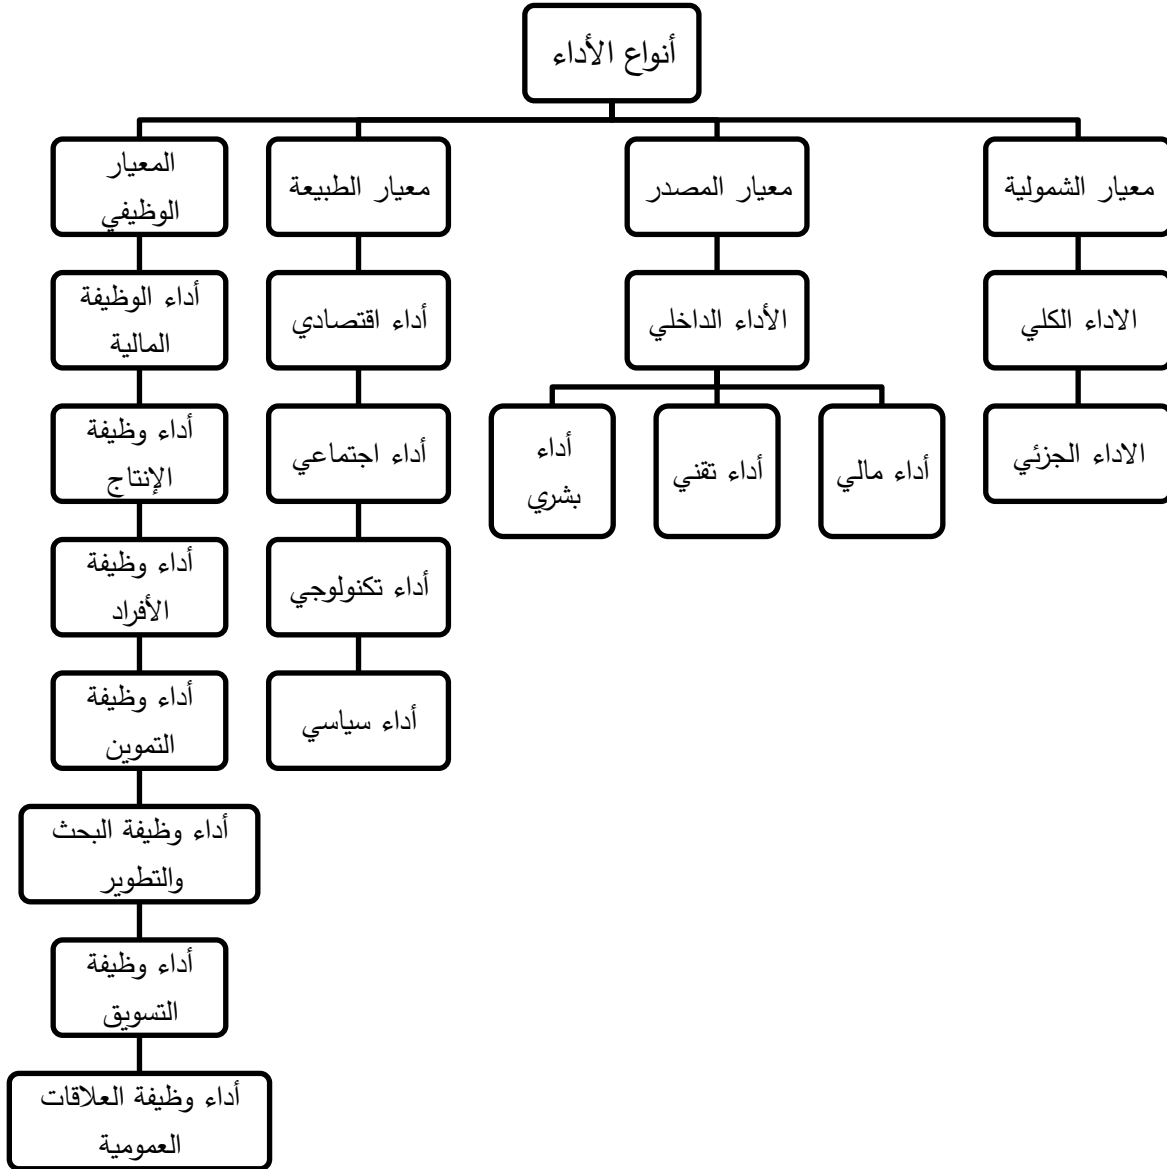 أنواع الأداء
معيار الشمولية
معيار المصدر
معيار الطبيعة
المعيار
الوظيفي
الاداء الكلي
الأداء الداخلي
أداء اقتصادي
أداء الوظيفة
المالية
الاداء الجزئي
أداء مالي
أداء تقني
أداء
بشري
أداء اجتماعي
أداء وظيفة
الإنتاج
أداء تكنولوجي
أداء وظيفة
الأفراد
أداء سياسي
أداء وظيفة
التموين
أداء وظيفة البحث
والتطوير
أداء وظيفة
التسويق
أداء وظيفة العلاقات
العمومية